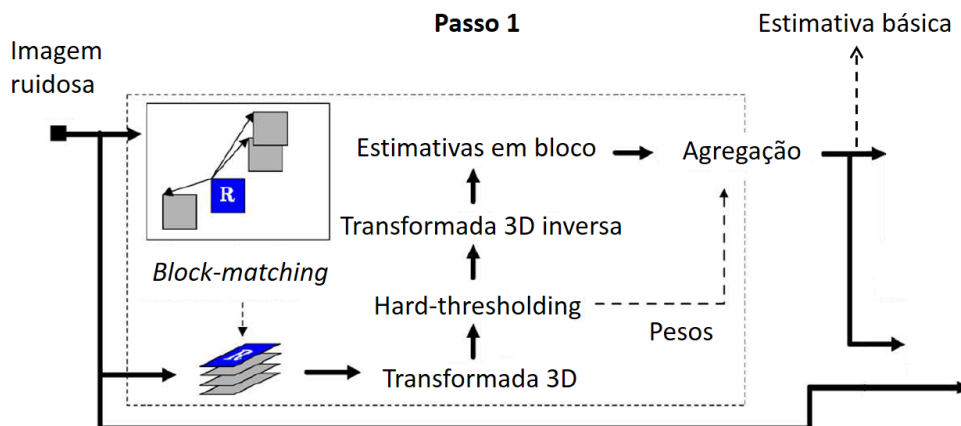 Passo 1
Estimativa básica
Imagem
ruidosa
R
Estimativas em bloco
Agregação
Transformada 3D inversa
Block-matching
Hard-thresholding
Pesos
R
Transformada 3D